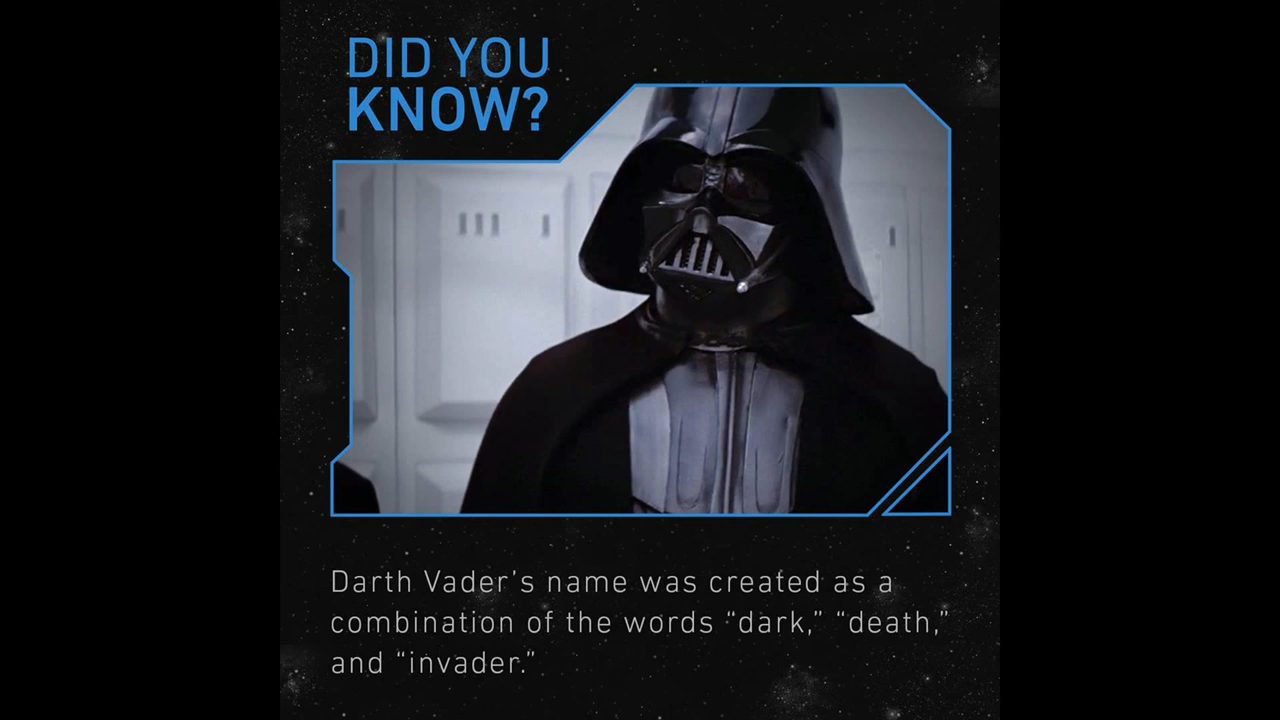 DID YOU
KNOW?
Darth Vader’s name was created as a
combination of the words “dark,” “death,”
and “invader.”